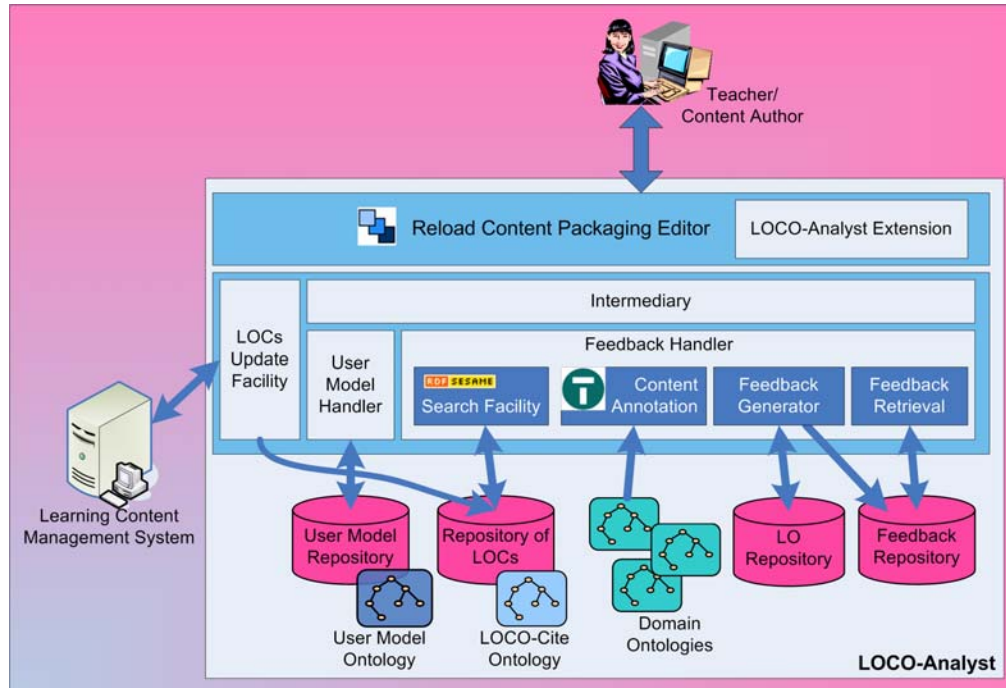 Teacher/
Content Author
Reload Content Packaging Editor
LOCO-Analyst Extension
LOCs
Update
Facility
Intermediary
User
Model
Handler
Feedback Handler
RDF SESAME
Search Facility
T
Content
Annotation
Feedback
Generator
Feedback
Retrieval
Learning Content
Management System
User Model
Repository
Repository
of LOCs
LO
Repository
Feedback
Repository
User Model
Ontology
LOCO-Cite
Ontology
Domain
Ontologies
LOCO-Analyst